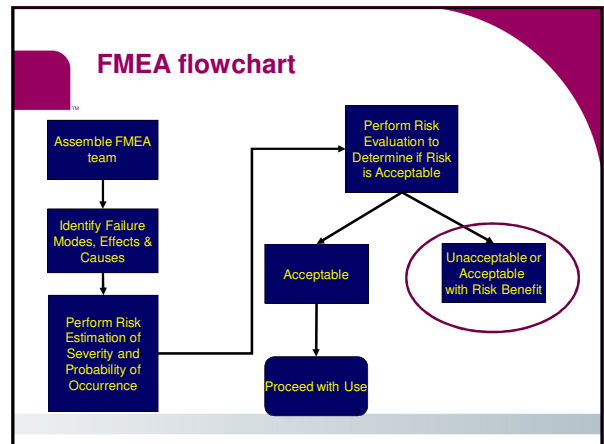 FMEA flowchart
TM
Assemble FMEA
team
Identify Failure
Modes, Effects &
Causes
Perform Risk
Estimation of
Severity and
Probability of
Occurrence
Perform Risk
Evaluation to
Determine if Risk
is Acceptable
Acceptable
Unacceptable or
Acceptable
with Risk Benefit
Proceed with Use